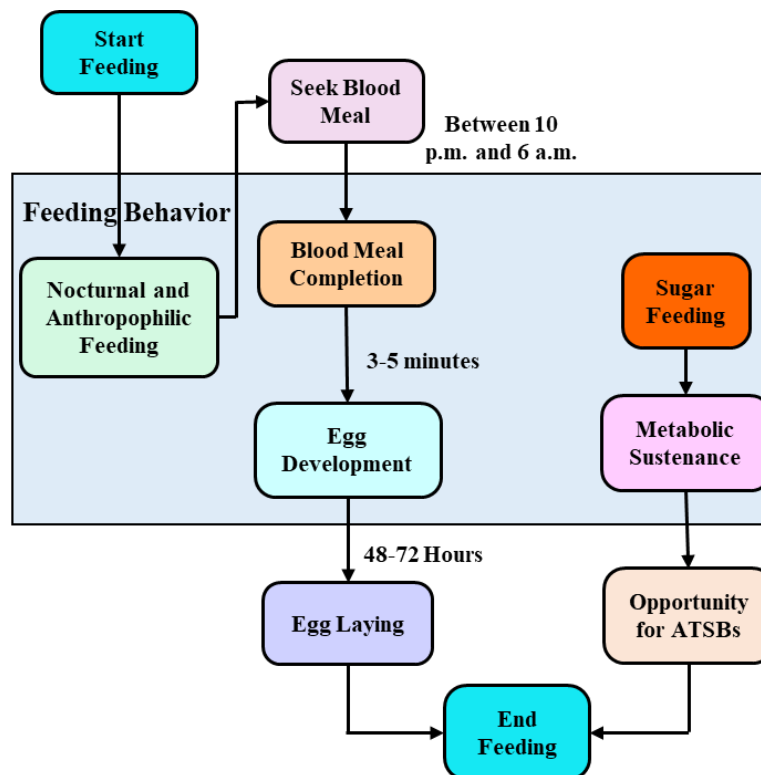 Start
Feeding
Seek Blood
Meal
Between 10
p.m. and 6 a.m.
Feeding Behavior
Nocturnal and
Anthropophilic
Feeding
Blood Meal
Completion
Sugar
Feeding
3-5 minutes
Egg
Development
Metabolic
Sustenance
48-72 Hours
Egg Laying
Opportunity
for ATSBs
End
Feeding